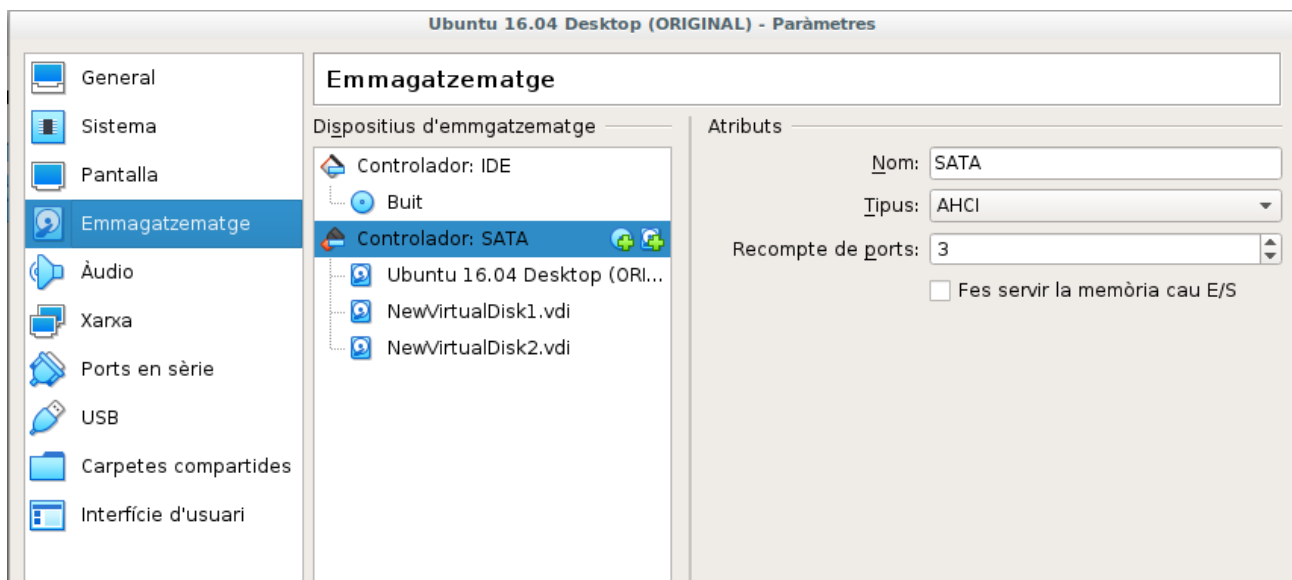 Ubuntu 16.04 Desktop (ORIGINAL) - Paràmetres
General
Sistema
Pantalla
Emmagatzematge
Àudio
Xarxa
Ports en sèrie
USB
Carpetes compartides
Interfície d'usuari
Emmagatzematge
Dispositius d'emmgatzematge
Controlador: IDE
Buit
Controlador: SATA
Ubuntu 16.04 Desktop (ORI...
NewVirtualDisk1.vdi
NewVirtualDisk2.vdi
Atributs
Nom: SATA
Tipus: AHCI
Recompte de ports: 3
Fes servir la memòria cau E/S